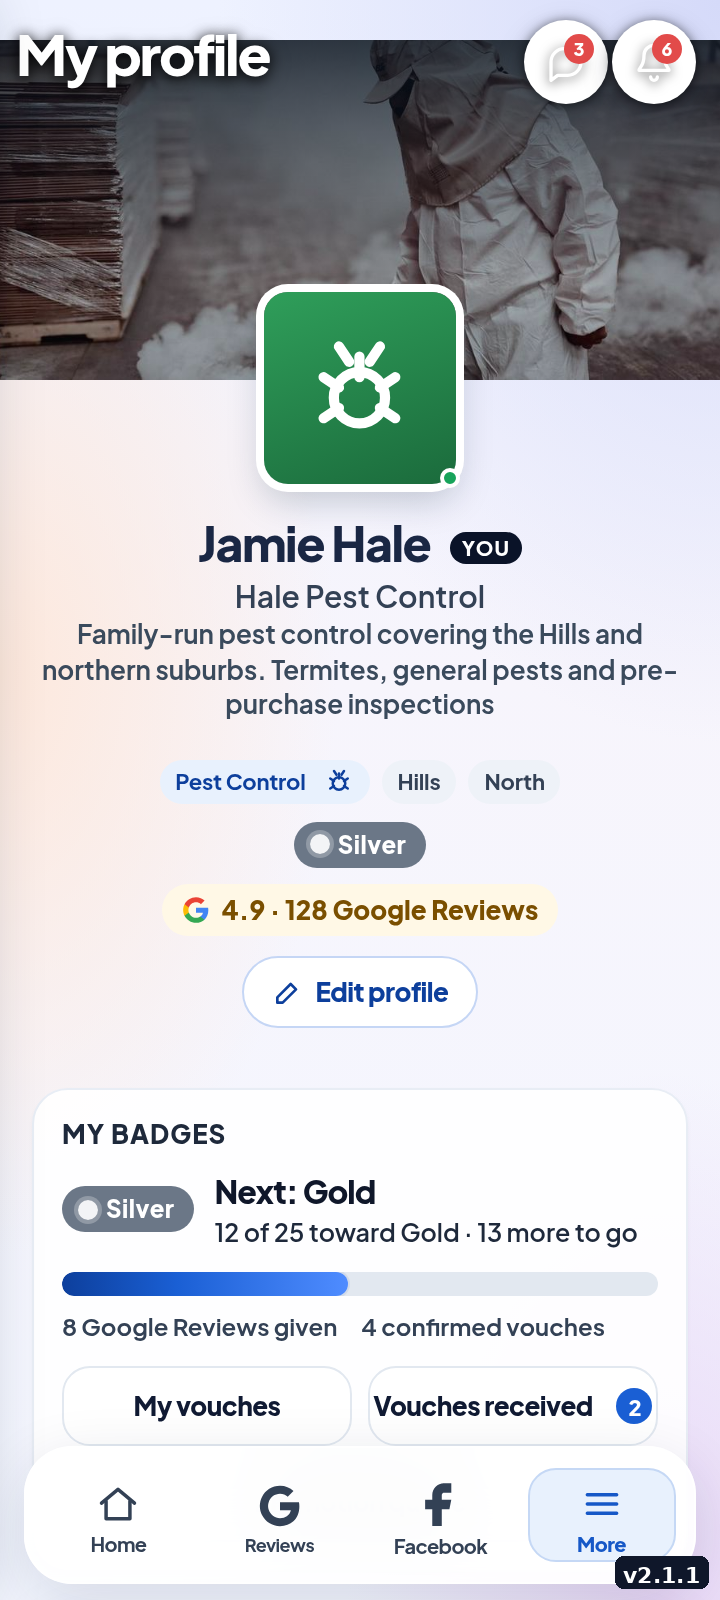 My profile
3
6
Jamie Hale YOU
Hale Pest Control
Family-run pest control covering the Hills and
northern suburbs. Termites, general pests and pre-
purchase inspections
Pest Control Hills North
Silver
4.9 · 128 Google Reviews
Edit profile
MY BADGES
Silver
Next: Gold
12 of 25 toward Gold · 13 more to go
8 Google Reviews given 4 confirmed vouches
My vouches
Vouches received 2
Home Reviews Facebook More
v2.1.1